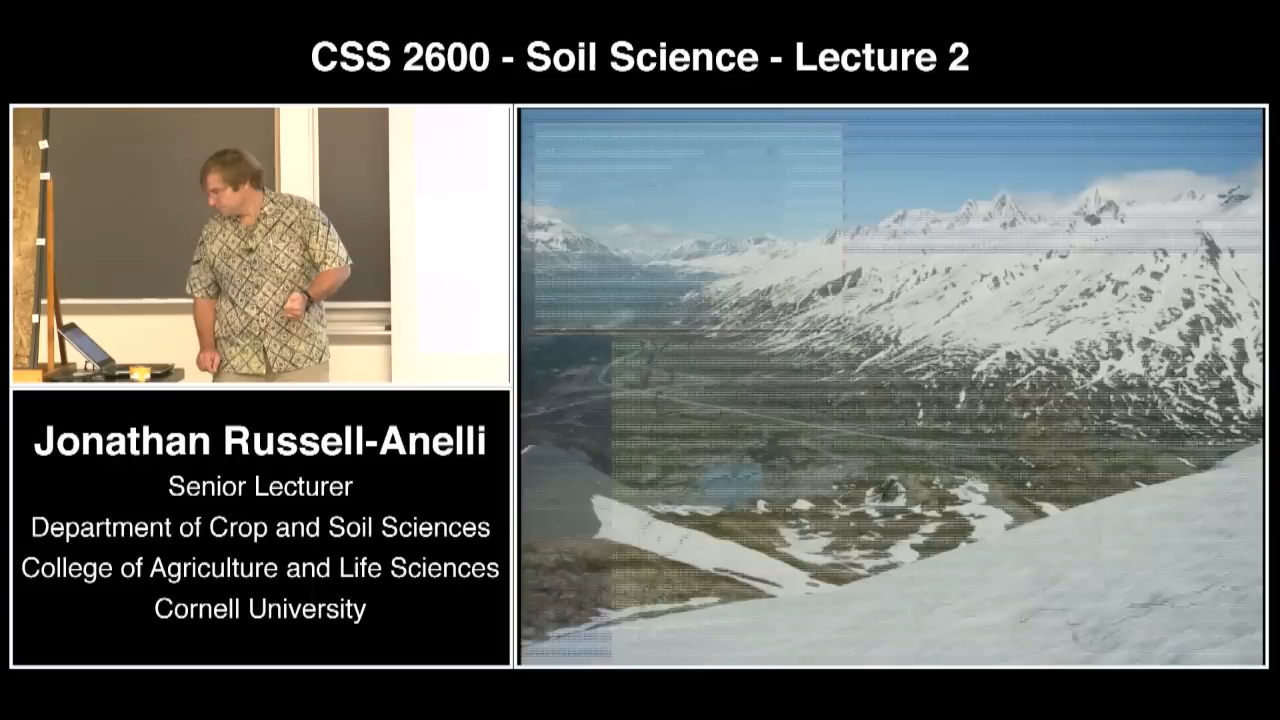 CSS 2600 - Soil Science - Lecture 2
Jonathan Russell-Anelli
Senior Lecturer
Department of Crop and Soil Sciences
College of Agriculture and Life Sciences
Cornell University